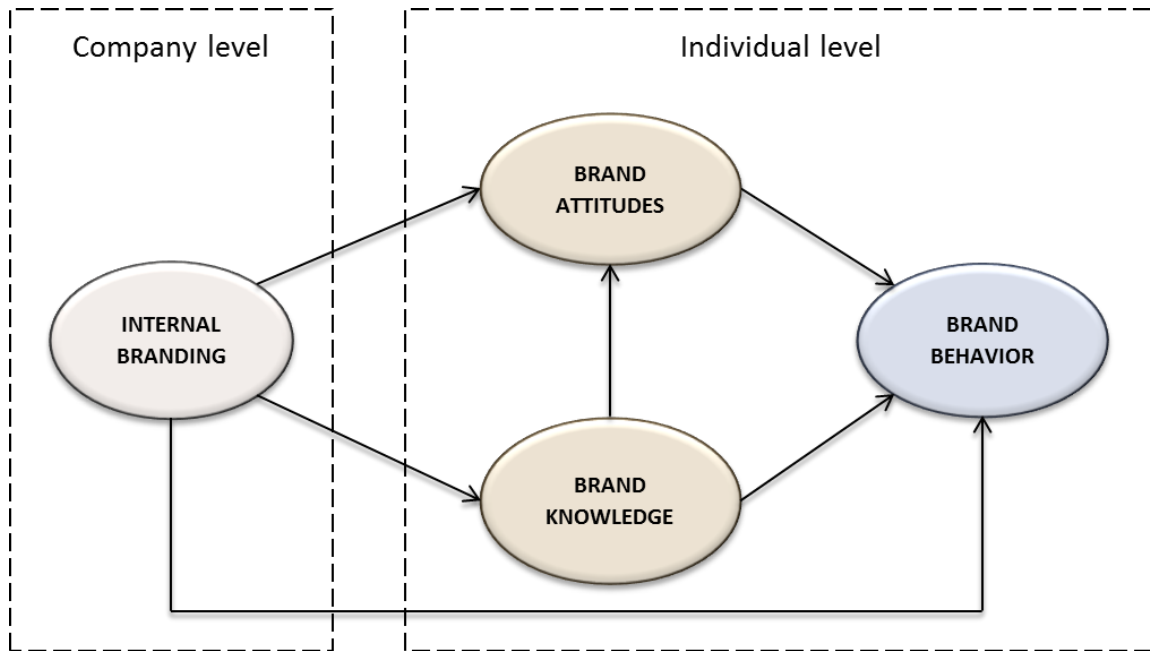 Company level
Individual level
BRAND
ATTITUDES
INTERNAL
BRANDING
BRAND
BEHAVIOR
BRAND
KNOWLEDGE